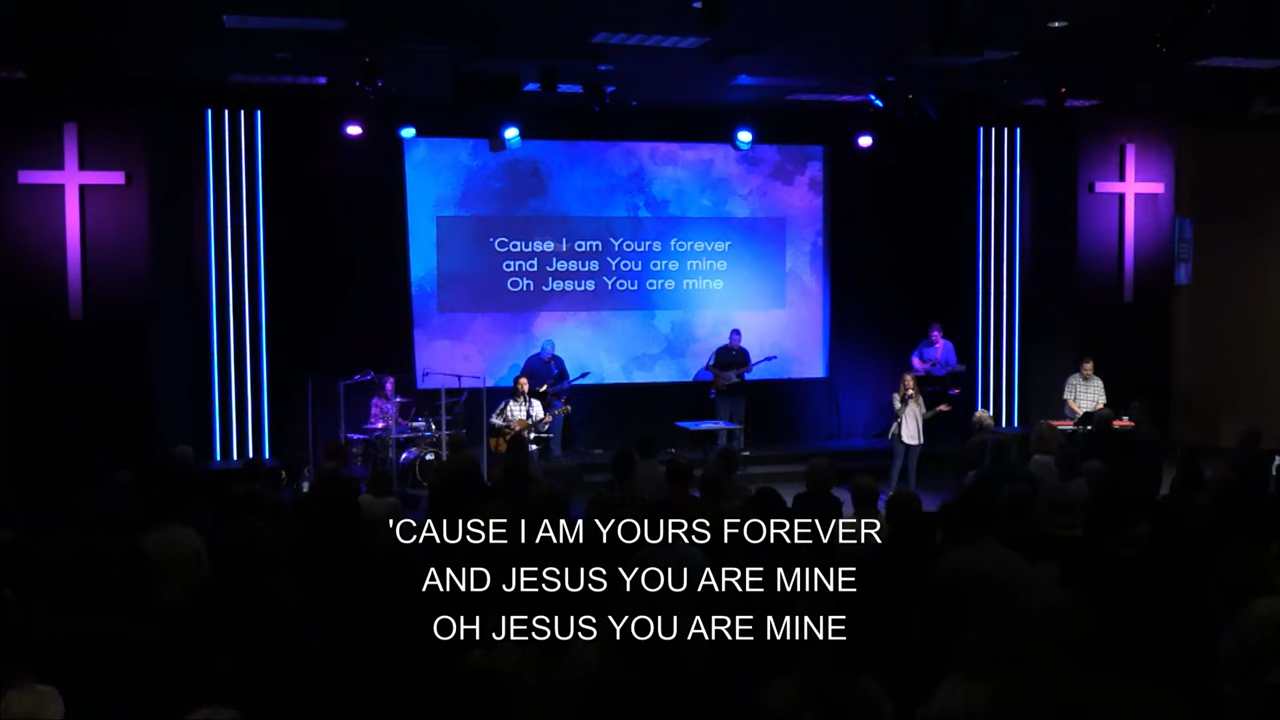 'Cause I am Yours forever
and Jesus You are mine
Oh Jesus You are mine
'CAUSE I AM YOURS FOREVER
AND JESUS YOU ARE MINE
OH JESUS YOU ARE MINE